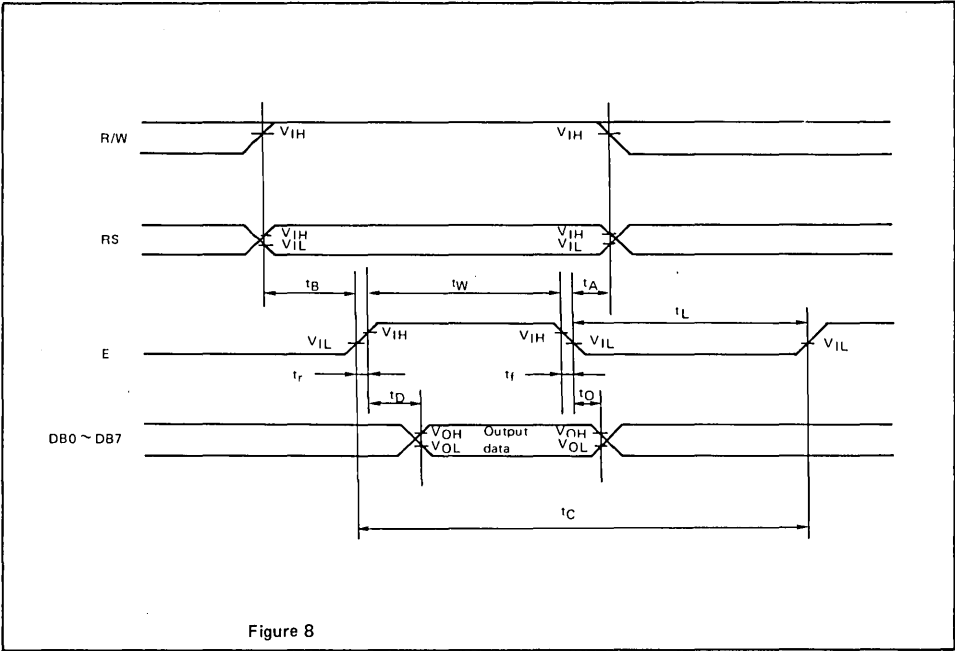 R/W
VIH
VIH
RS
VIH
VIL
VIH
VIL
tB
tW
tA
tL
E
VIL
VIH
VIH
VIL
VIL
tr
tf
tD
tO
DB0 ~ DB7
VOH
VOL
Output
data
VOH
VOL
tC
Figure 8